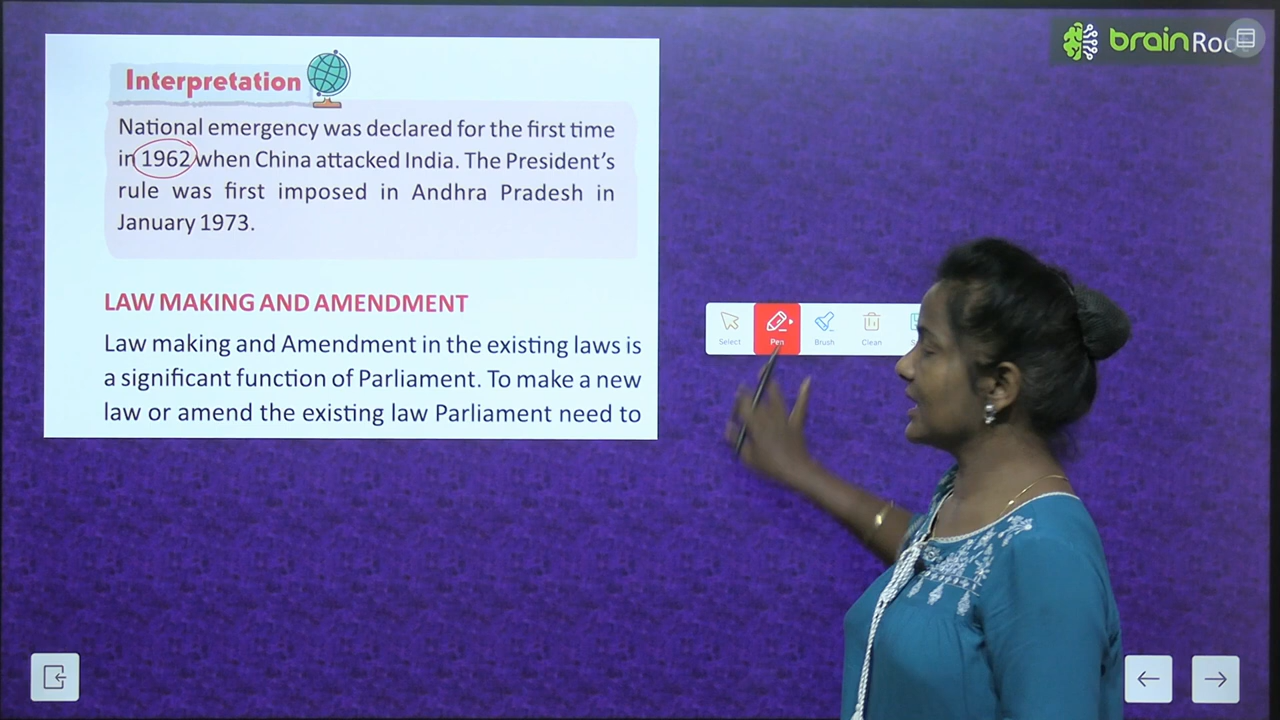 brainRoo
Interpretation
National emergency was declared for the first time
in 1962 when China attacked India. The President's
rule was first imposed in Andhra Pradesh in
January 1973.
LAW MAKING AND AMENDMENT
Law making and Amendment in the existing laws is
a significant function of Parliament. To make a new
law or amend the existing law Parliament need to
Select Pen Brush Clean